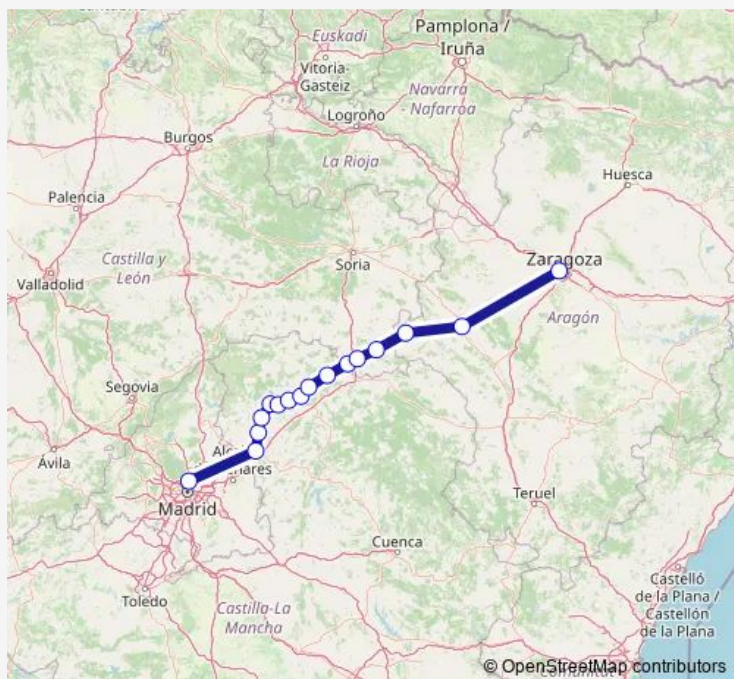 Euskadi
Pamplona /
Iruña
Vitoria-
Gasteiz
Navarra
- Nafarroa
Logroño
Burgos
La Rioja
Huesca
Palencia
Castilla y
León
Soria
Zaragoza
Valladolid
Aragón
Segovia
Ávila
Madrid
Teruel
Cuenca
Toledo
Castilla-La
Mancha
Castelló
de la Plana /
Castellón
de la Plana
© OpenStreetMap contributors